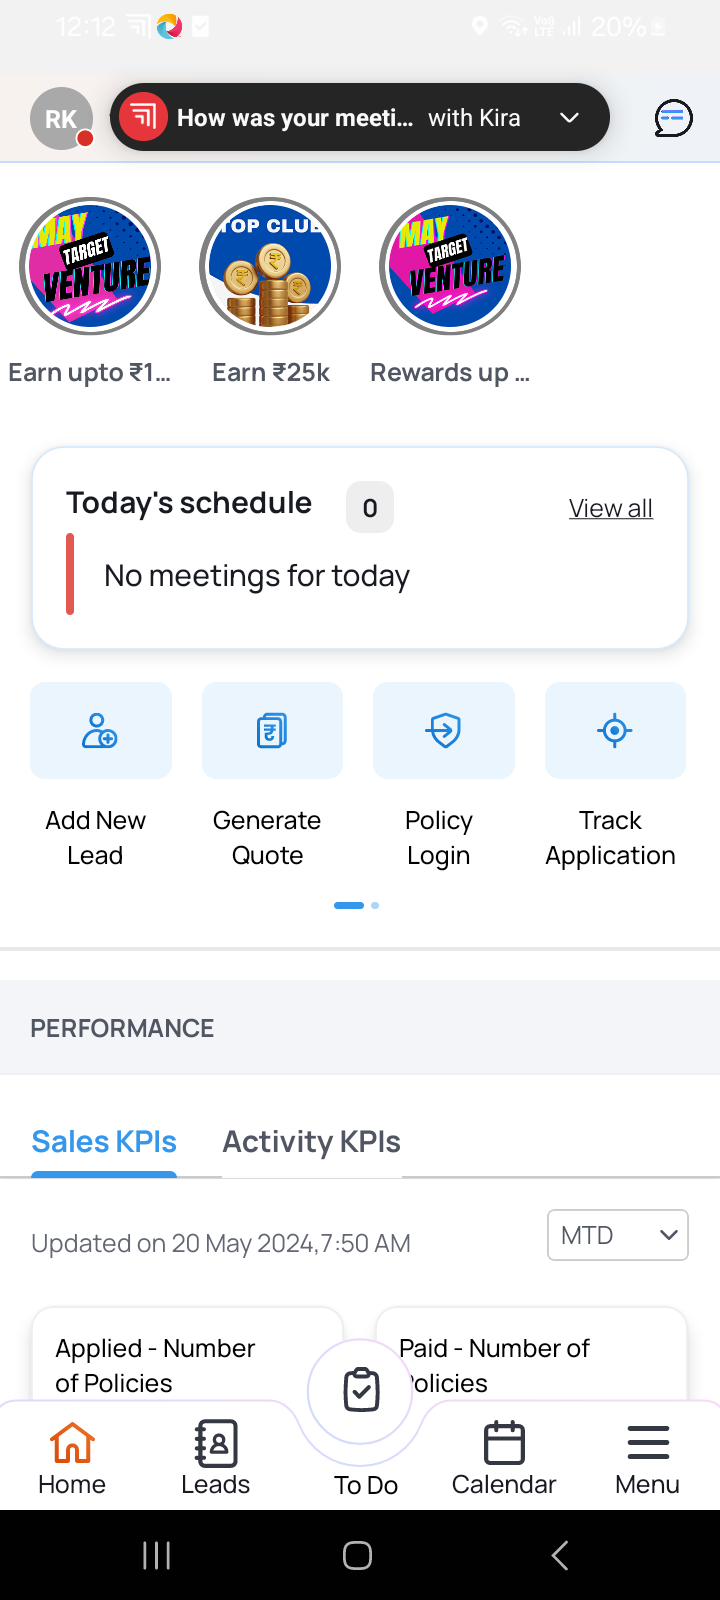 12:12
VoB LTE 20%
RK
How was your meeti... with Kira
MAY TARGET VENTURE
TOP CLUB
MAY TARGET VENTURE
Earn upto ₹1...
Earn ₹25k
Rewards up ...
Today's schedule 0 View all
No meetings for today
Add New Lead
Generate Quote
Policy Login
Track Application
PERFORMANCE
Sales KPIs Activity KPIs
Updated on 20 May 2024,7:50 AM MTD
Applied - Number of Policies
Paid - Number of Policies
Home Leads To Do Calendar Menu